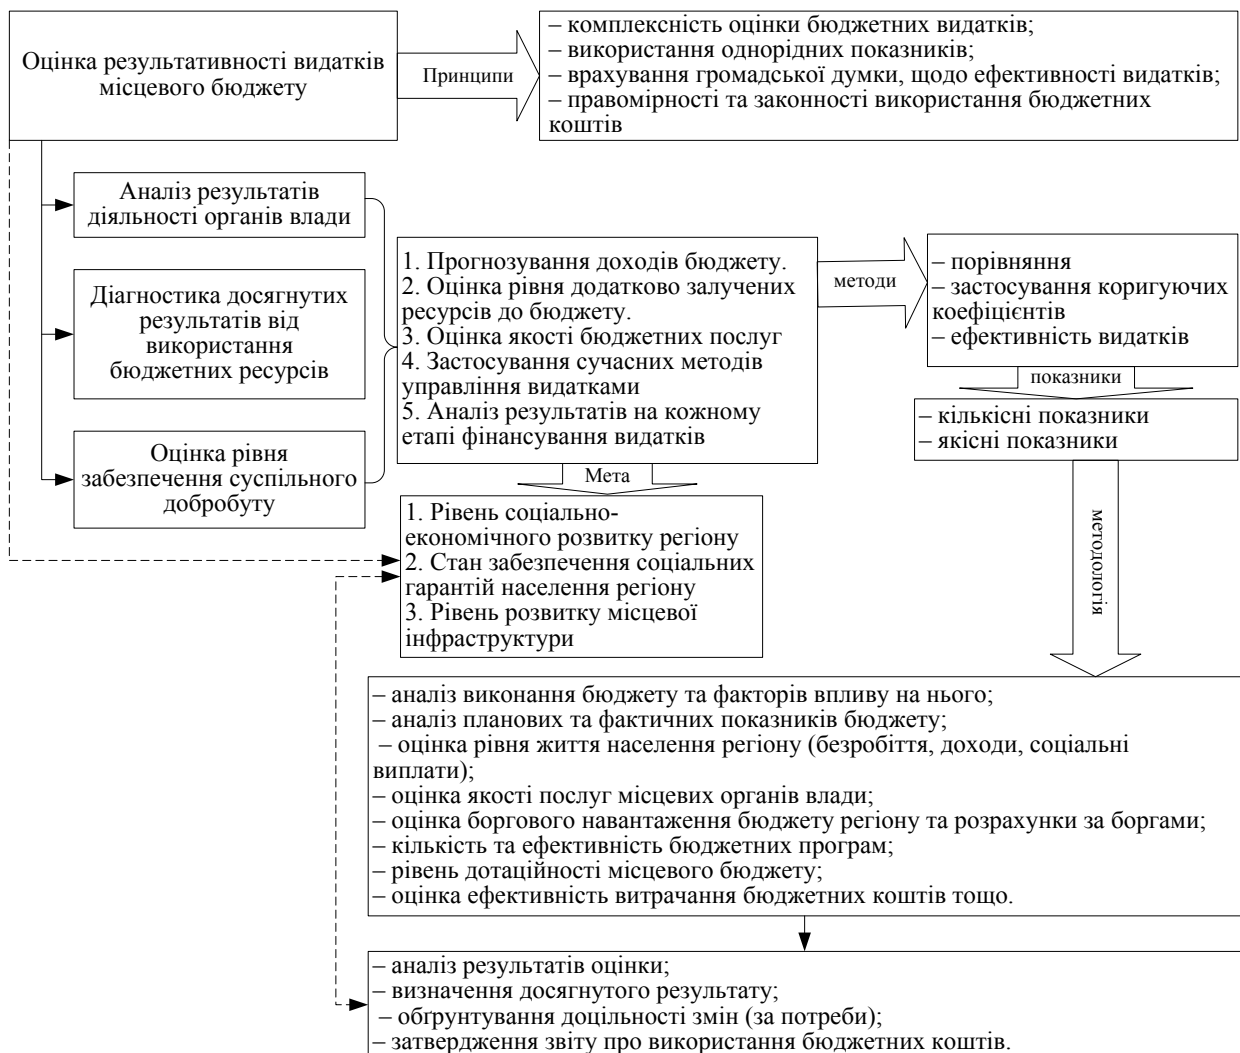 Оцінка результативності видатків
місцевого бюджету
Принципи
– комплексність оцінки бюджетних видатків;
– використання однорідних показників;
– врахування громадської думки, щодо ефективності видатків;
– правомірності та законності використання бюджетних
коштів
Аналіз результатів
діяльності органів влади
Діагностика досягнутих
результатів від
використання
бюджетних ресурсів
Оцінка рівня
забезпечення суспільного
добробуту
1. Прогнозування доходів бюджету.
2. Оцінка рівня додатково залучених
ресурсів до бюджету.
3. Оцінка якості бюджетних послуг
4. Застосування сучасних методів
управління видатками
5. Аналіз результатів на кожному
етапі фінансування видатків
методи
– порівняння
– застосування коригуючих
коефіцієнтів
– ефективність видатків
показники
– кількісні показники
– якісні показники
Мета
1. Рівень соціально-
економічного розвитку регіону
2. Стан забезпечення соціальних
гарантій населення регіону
3. Рівень розвитку місцевої
інфраструктури
методологія
– аналіз виконання бюджету та факторів впливу на нього;
– аналіз планових та фактичних показників бюджету;
– оцінка рівня життя населення регіону (безробіття, доходи, соціальні
виплати);
– оцінка якості послуг місцевих органів влади;
– оцінка боргового навантаження бюджету регіону та розрахунки за боргами;
– кількість та ефективність бюджетних програм;
– рівень дотаційності місцевого бюджету;
– оцінка ефективність витрачання бюджетних коштів тощо.
– аналіз результатів оцінки;
– визначення досягнутого результату;
– обґрунтування доцільності змін (за потреби);
– затвердження звіту про використання бюджетних коштів.